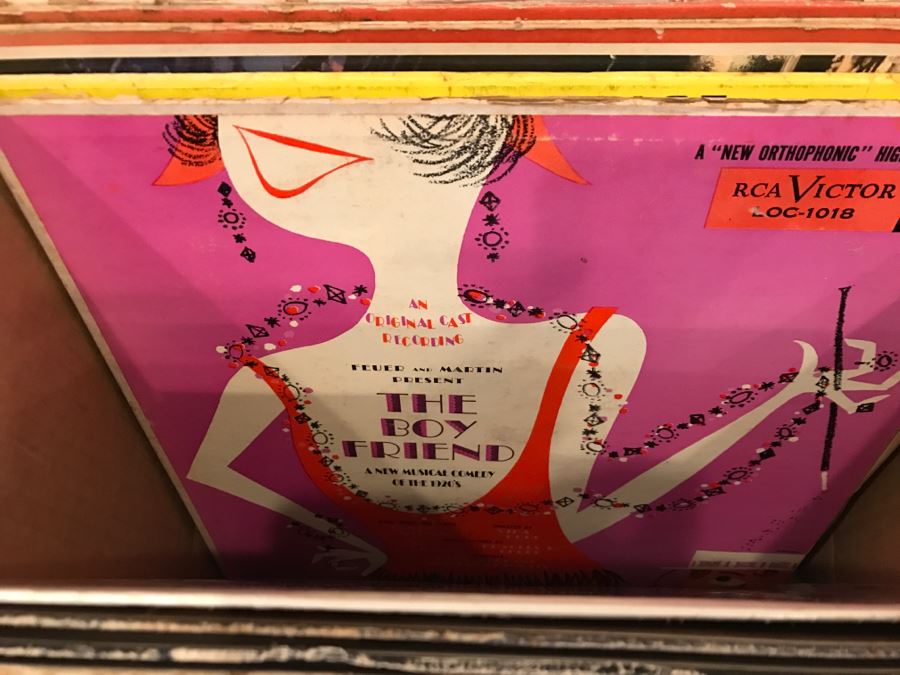 A "NEW ORTHOPHONIC" HIG
RCA VICTOR
LOC-1018
AN
ORIGINAL CAST
RECORDING
FEUER AND MARTIN
PRESENT
THE
BOY
FRIEND
A NEW MUSICAL COMEDY
OF THE 1920'S